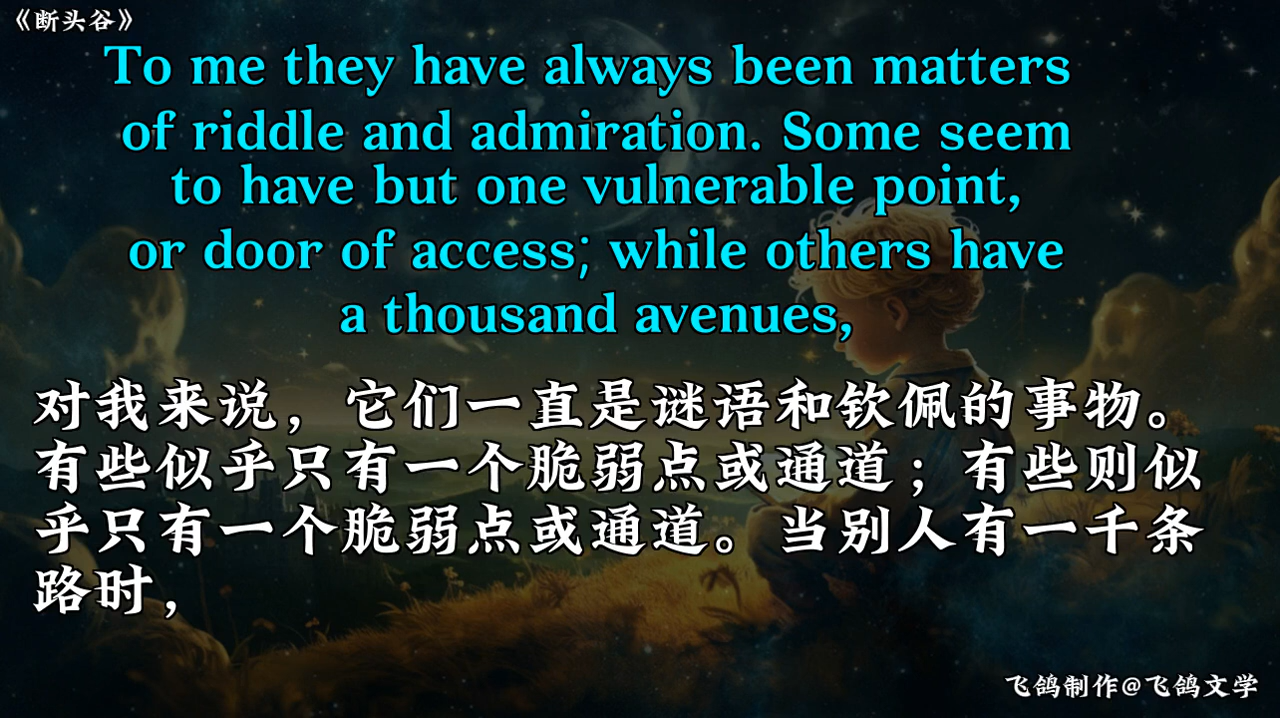 《断头谷》
To me they have always been matters
of riddle and admiration. Some seem
to have but one vulnerable point,
or door of access; while others have
a thousand avenues,
对我来说，它们一直是谜语和钦佩的事物。
有些似乎只有一个脆弱点或通道；有些则似
乎只有一个脆弱点或通道。当别人有一千条
路时，
飞鸽制作@飞鸽文学